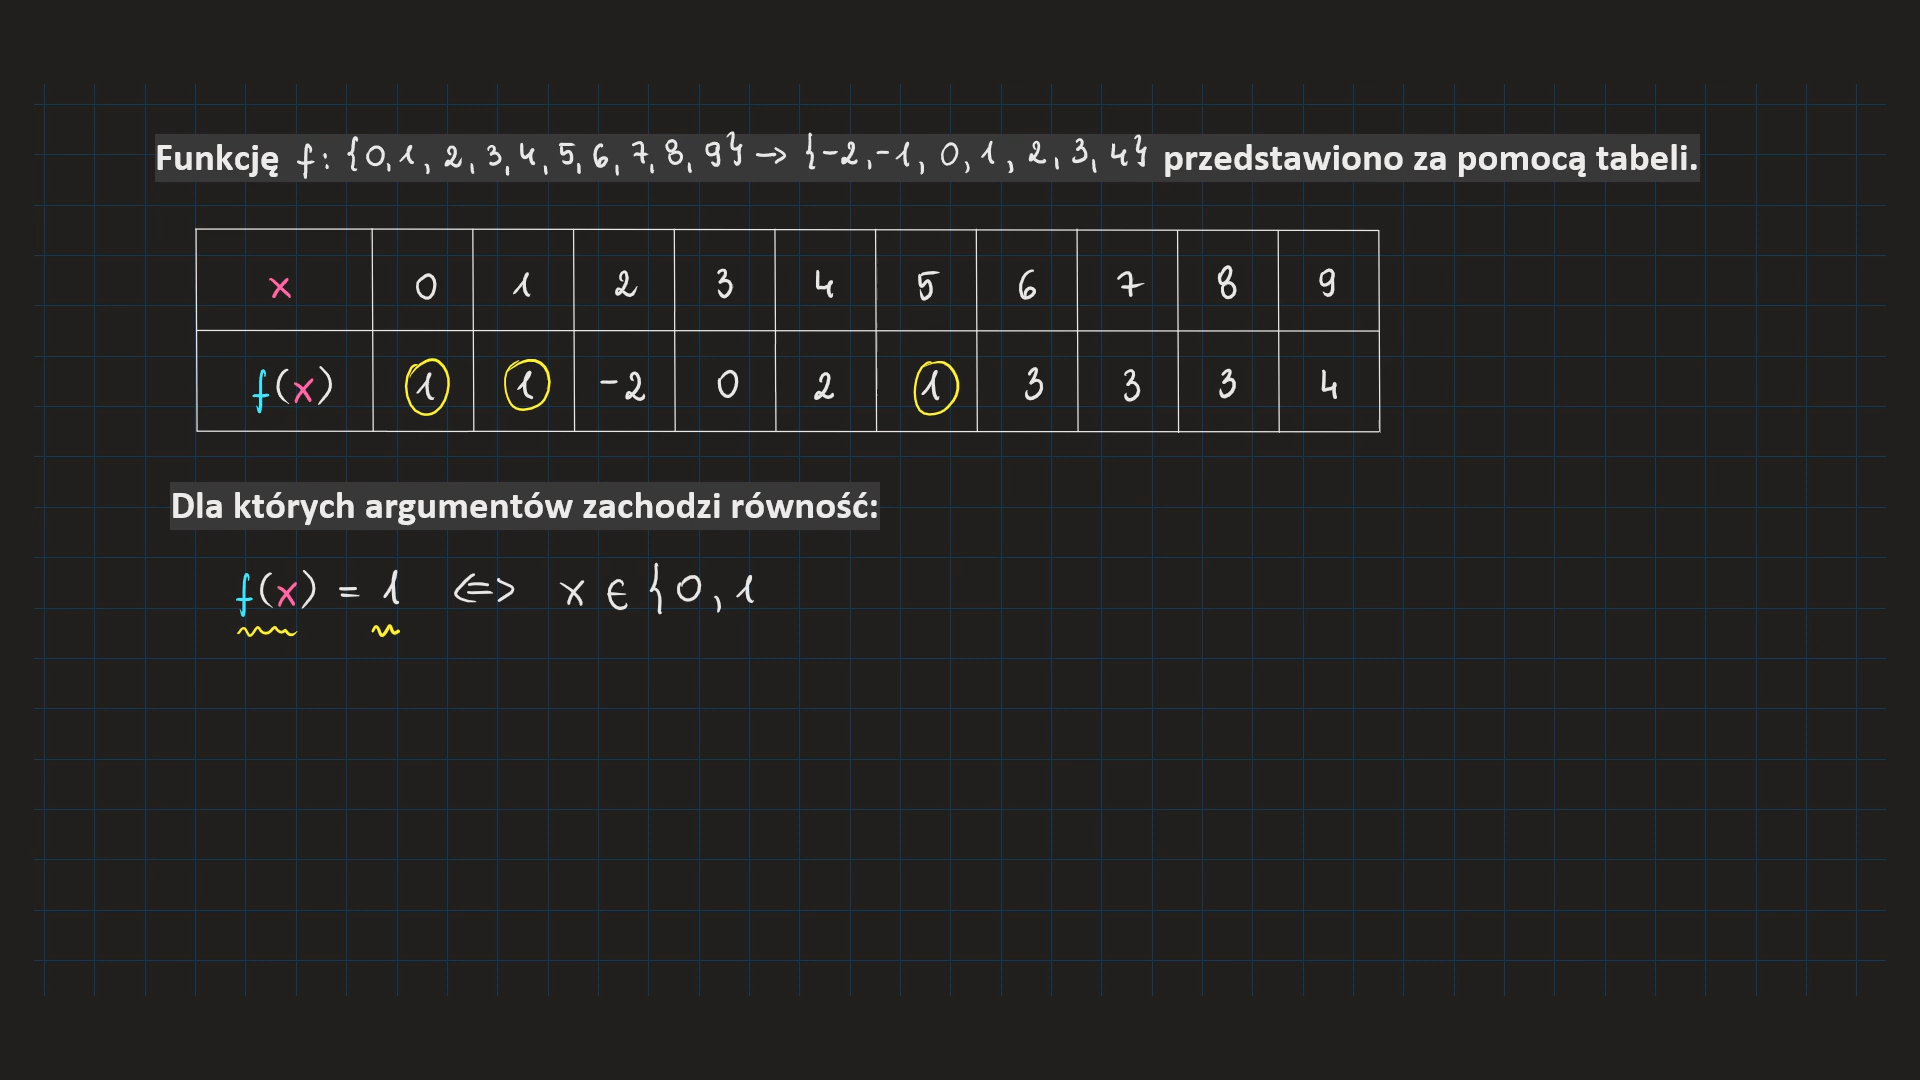 Funkcję f: {0, 1, 2, 3, 4, 5, 6, 7, 8, 9} → {-2, -1, 0, 1, 2, 3, 4} przedstawiono za pomocą tabeli.
x 0 1 2 3 4 5 6 7 8 9
f(x) 1 1 -2 0 2 1 3 3 3 4
Dla których argumentów zachodzi równość:
f(x) = 1 <=> x ∈ {0, 1